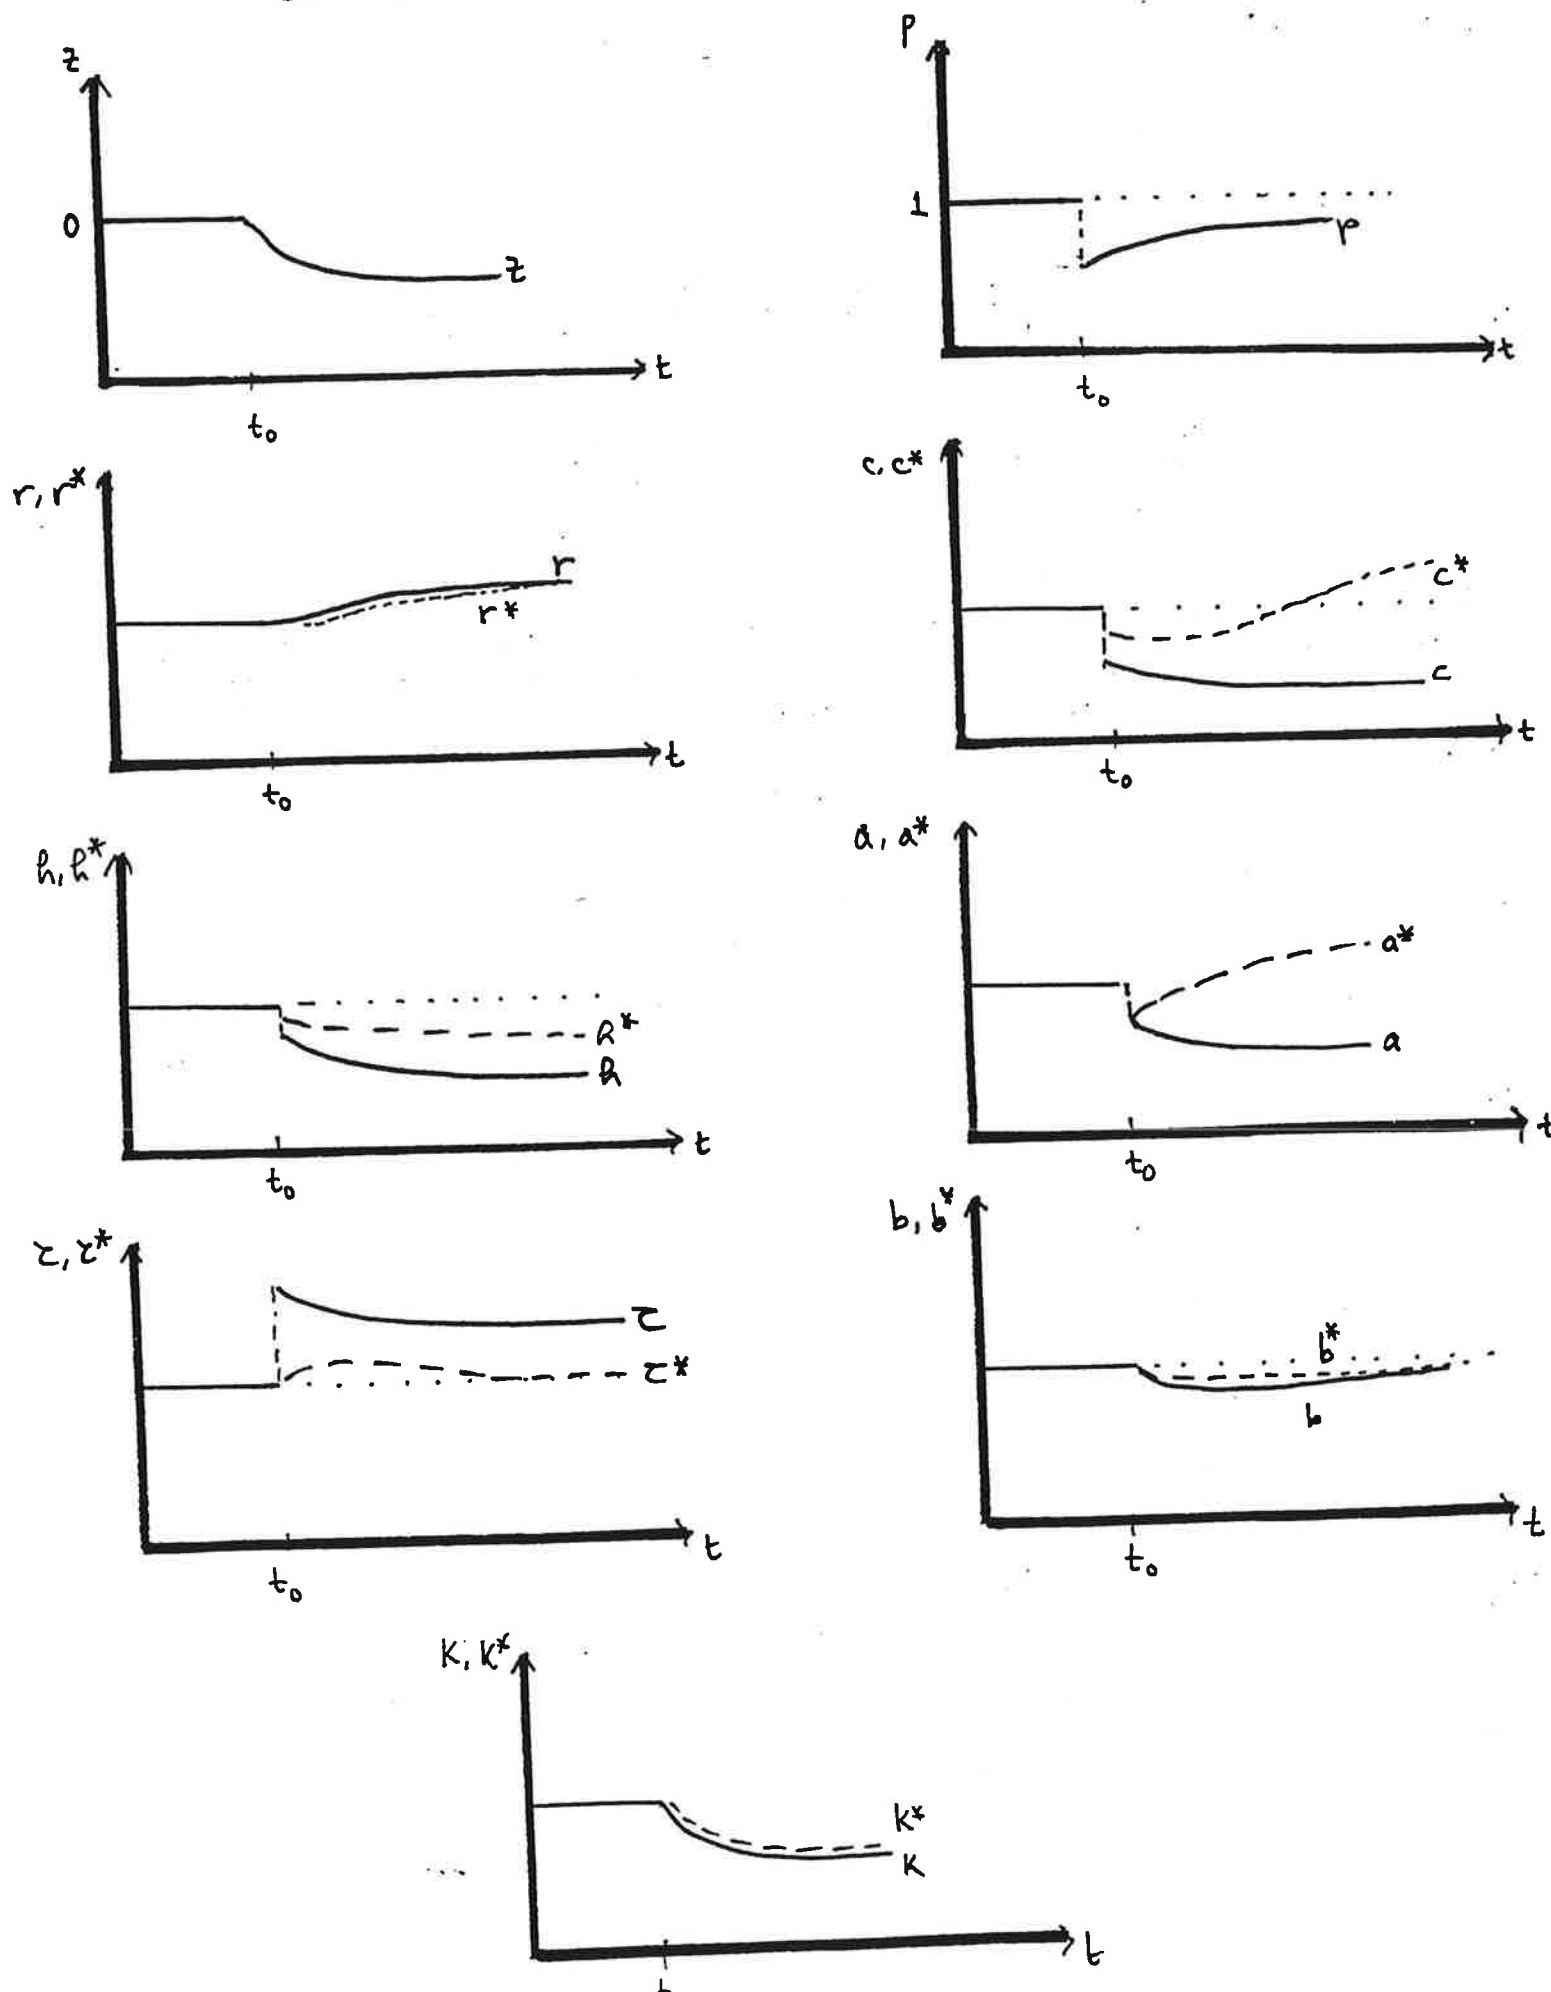 z
0
z
t
t₀
P
1
p
t
t₀
r, r*
r
r*
t
t₀
c, c*
c*
c
t
t₀
h, h*
h*
h
t
t₀
a, a*
a*
a
t
t₀
τ, τ*
τ
τ*
t
t₀
b, b*
b*
b
t
t₀
K, K*
K*
K
t